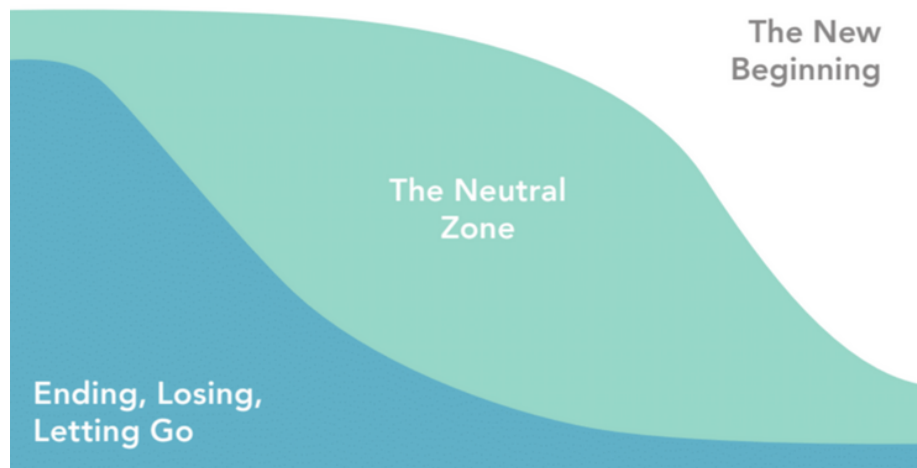 The New
Beginning
The Neutral
Zone
Ending, Losing,
Letting Go